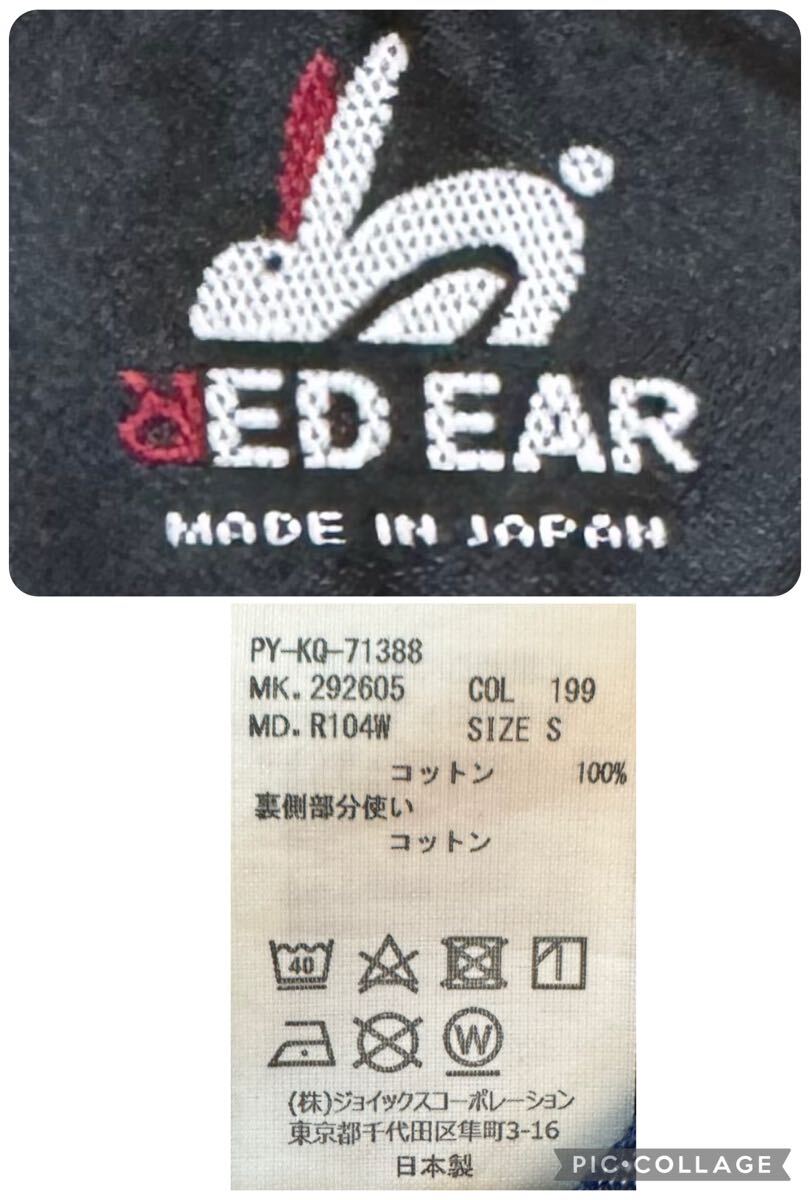 RED EAR
MADE IN JAPAN
PY-KQ-71388
MK. 292605 COL 199
MD. R104W SIZE S
コットン 100%
裏側部分使い
コットン
40
W
(株)ジョイックスコーポレーション
東京都千代田区隼町3-16
日本製
PIC•COLLAGE